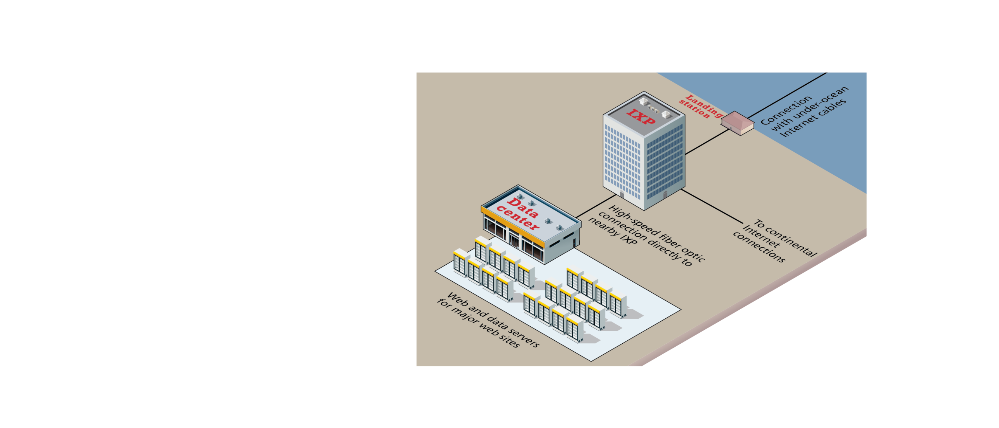 Landing
station
IXP
Connection
with under-ocean
Internet cables
Data
center
High-speed fiber optic
connection directly to
nearby IXP
To continental
Internet
connections
Web and data servers
for major web sites